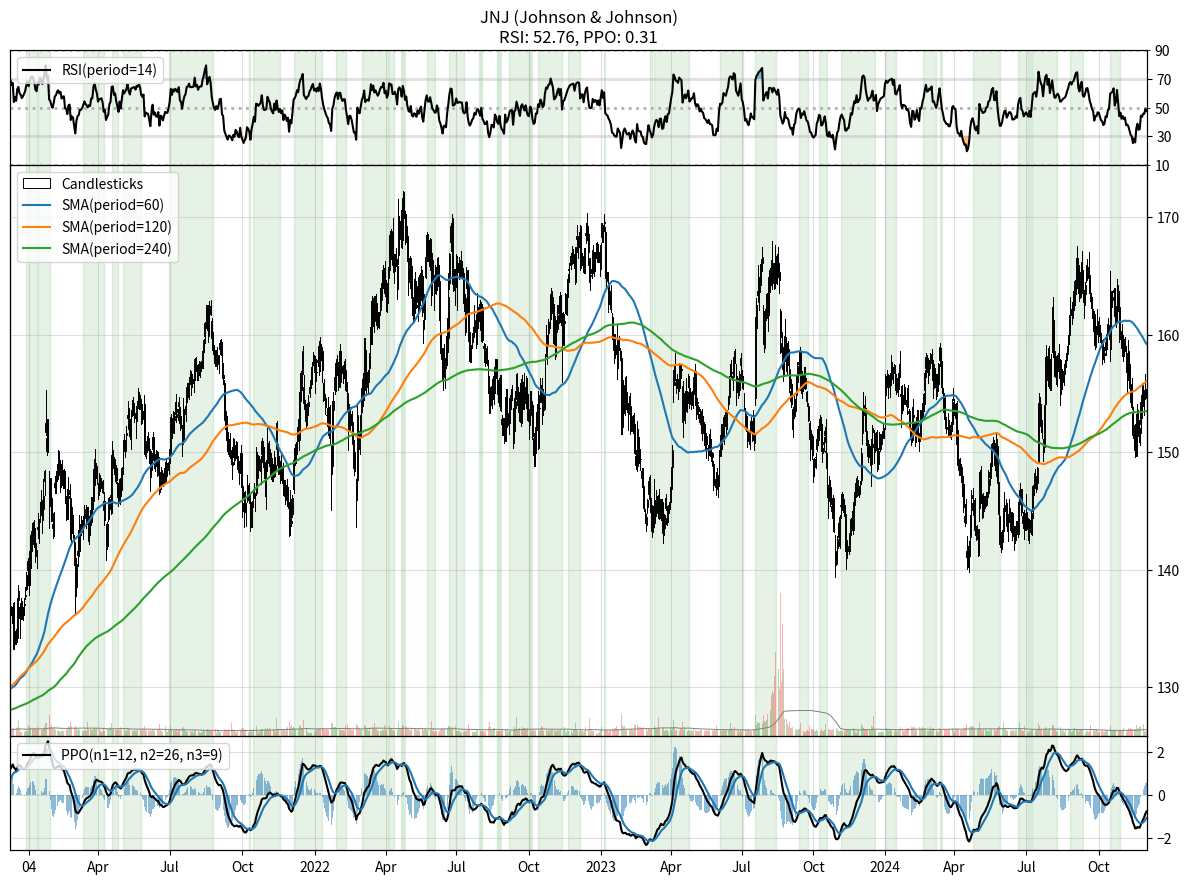 JNJ (Johnson & Johnson)
RSI: 52.76, PPO: 0.31
RSI(period=14)
90
70
50
30
10
Candlesticks
SMA(period=60)
SMA(period=120)
SMA(period=240)
170
160
150
140
130
PPO(n1=12, n2=26, n3=9)
2
0
−2
04 Apr Jul Oct 2022 Apr Jul Oct 2023 Apr Jul Oct 2024 Apr Jul Oct